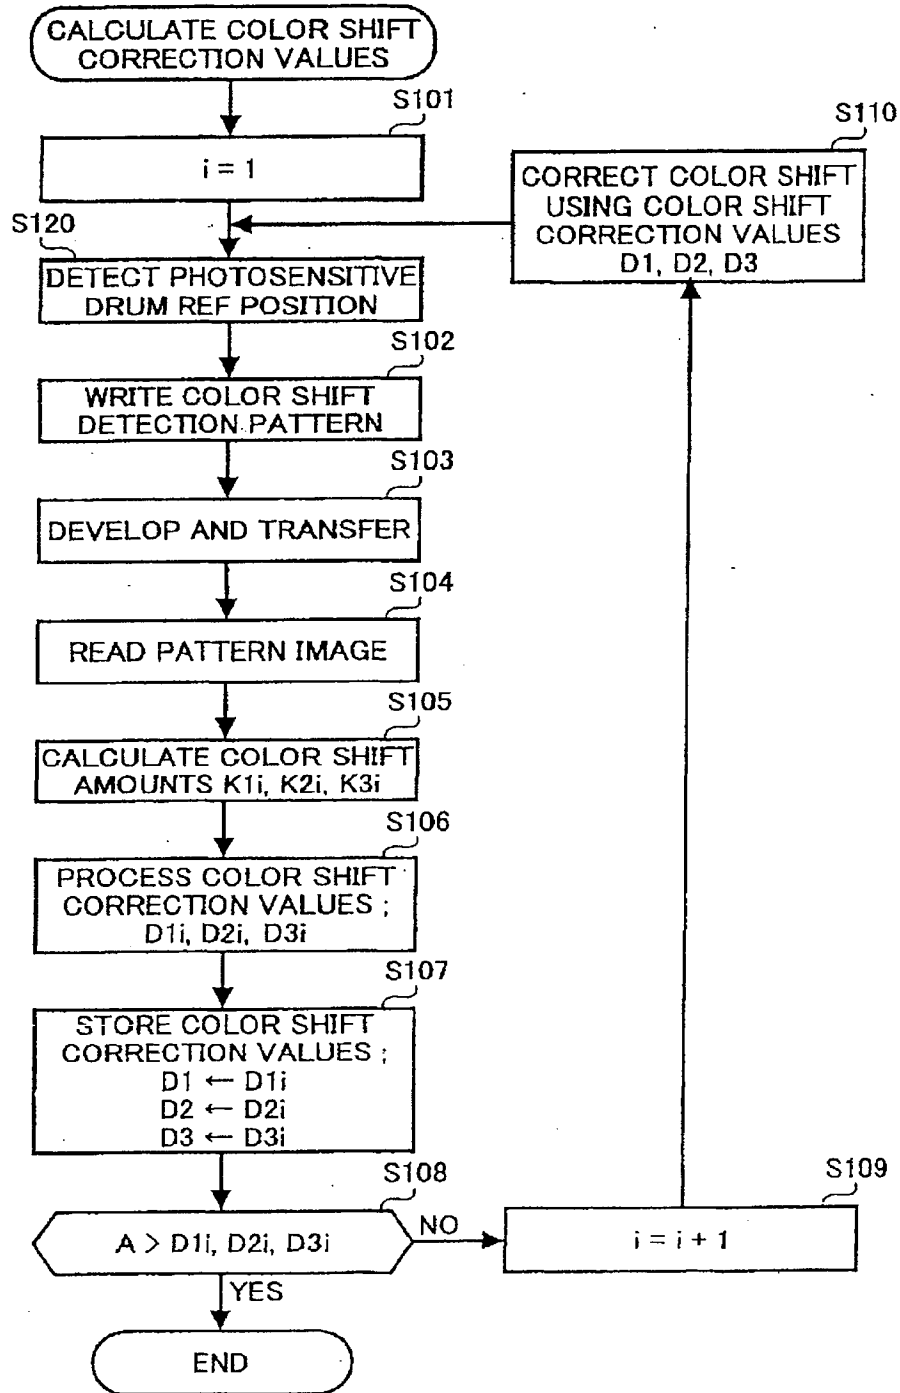 CALCULATE COLOR SHIFT
CORRECTION VALUES
S101
i = 1
S110
CORRECT COLOR SHIFT
USING COLOR SHIFT
CORRECTION VALUES
D1, D2, D3
S120
DETECT PHOTOSENSITIVE
DRUM REF POSITION
S102
WRITE COLOR SHIFT
DETECTION PATTERN
S103
DEVELOP AND TRANSFER
S104
READ PATTERN IMAGE
S105
CALCULATE COLOR SHIFT
AMOUNTS K1i, K2i, K3i
S106
PROCESS COLOR SHIFT
CORRECTION VALUES ;
D1i, D2i, D3i
S107
STORE COLOR SHIFT
CORRECTION VALUES ;
D1 ← D1i
D2 ← D2i
D3 ← D3i
S108
A > D1i, D2i, D3i
NO
S109
i = i + 1
YES
END